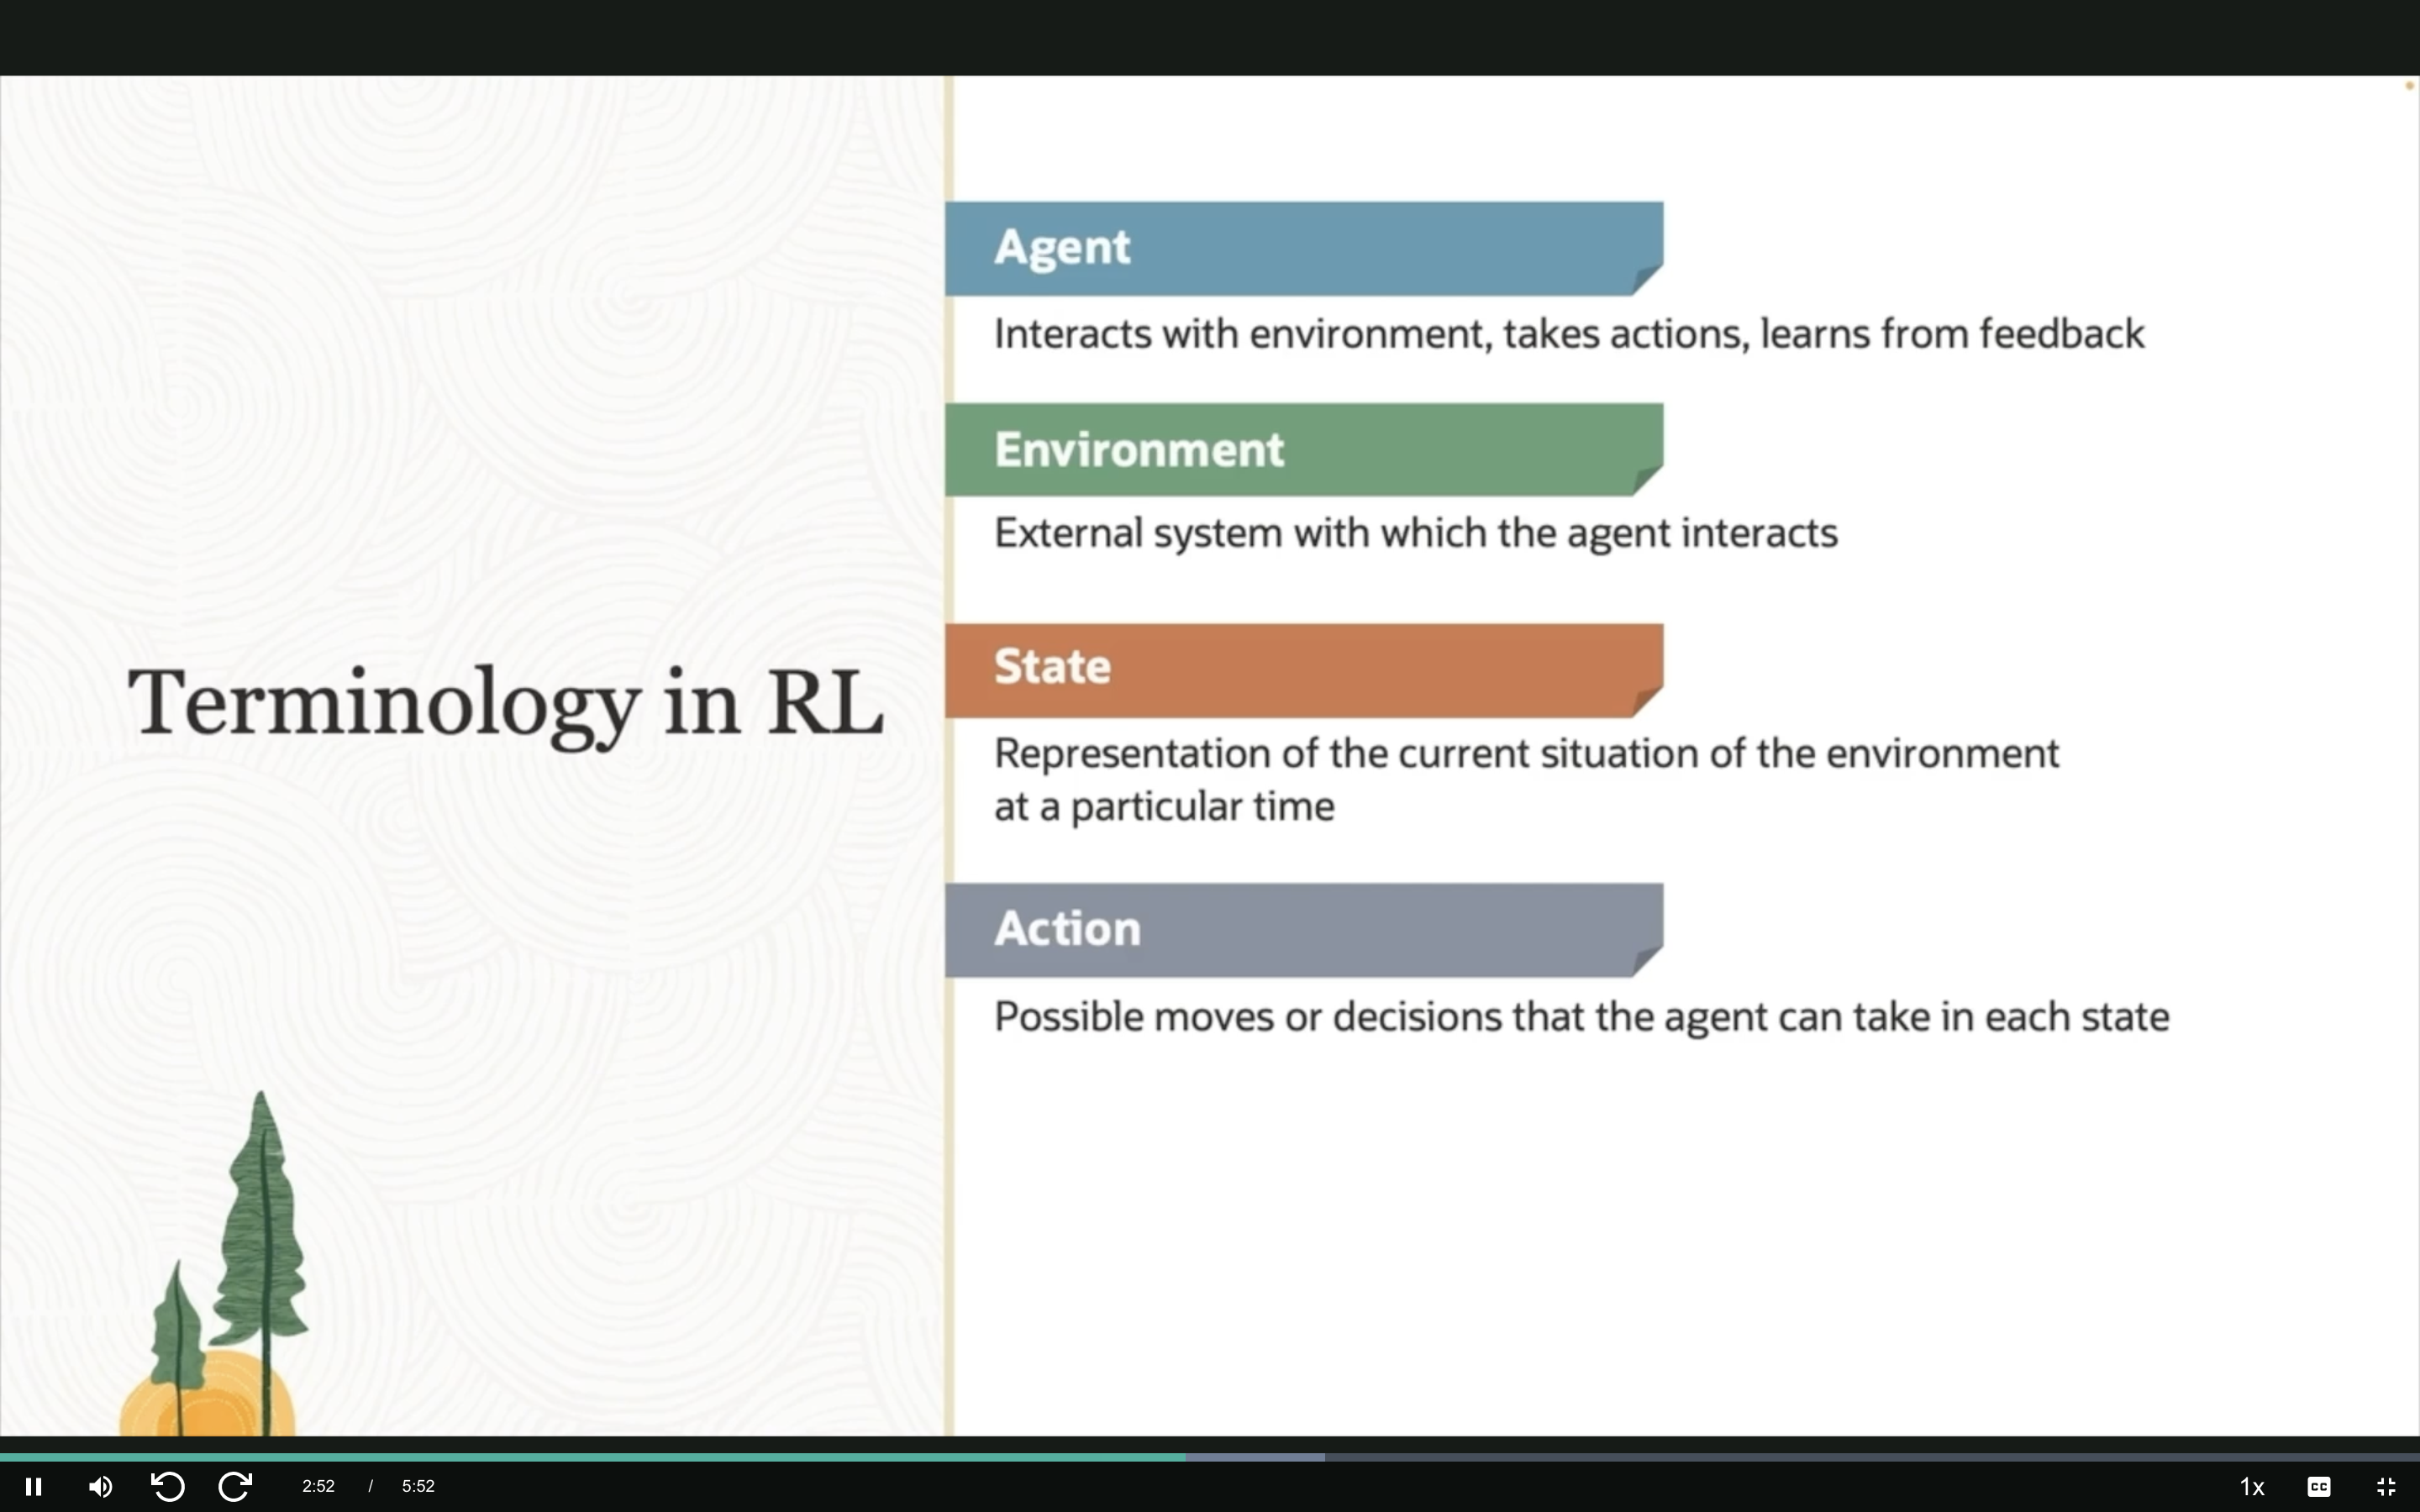 Terminology in RL
Agent
Interacts with environment, takes actions, learns from feedback
Environment
External system with which the agent interacts
State
Representation of the current situation of the environment
at a particular time
Action
Possible moves or decisions that the agent can take in each state
2:52 / 5:52
1x
CC